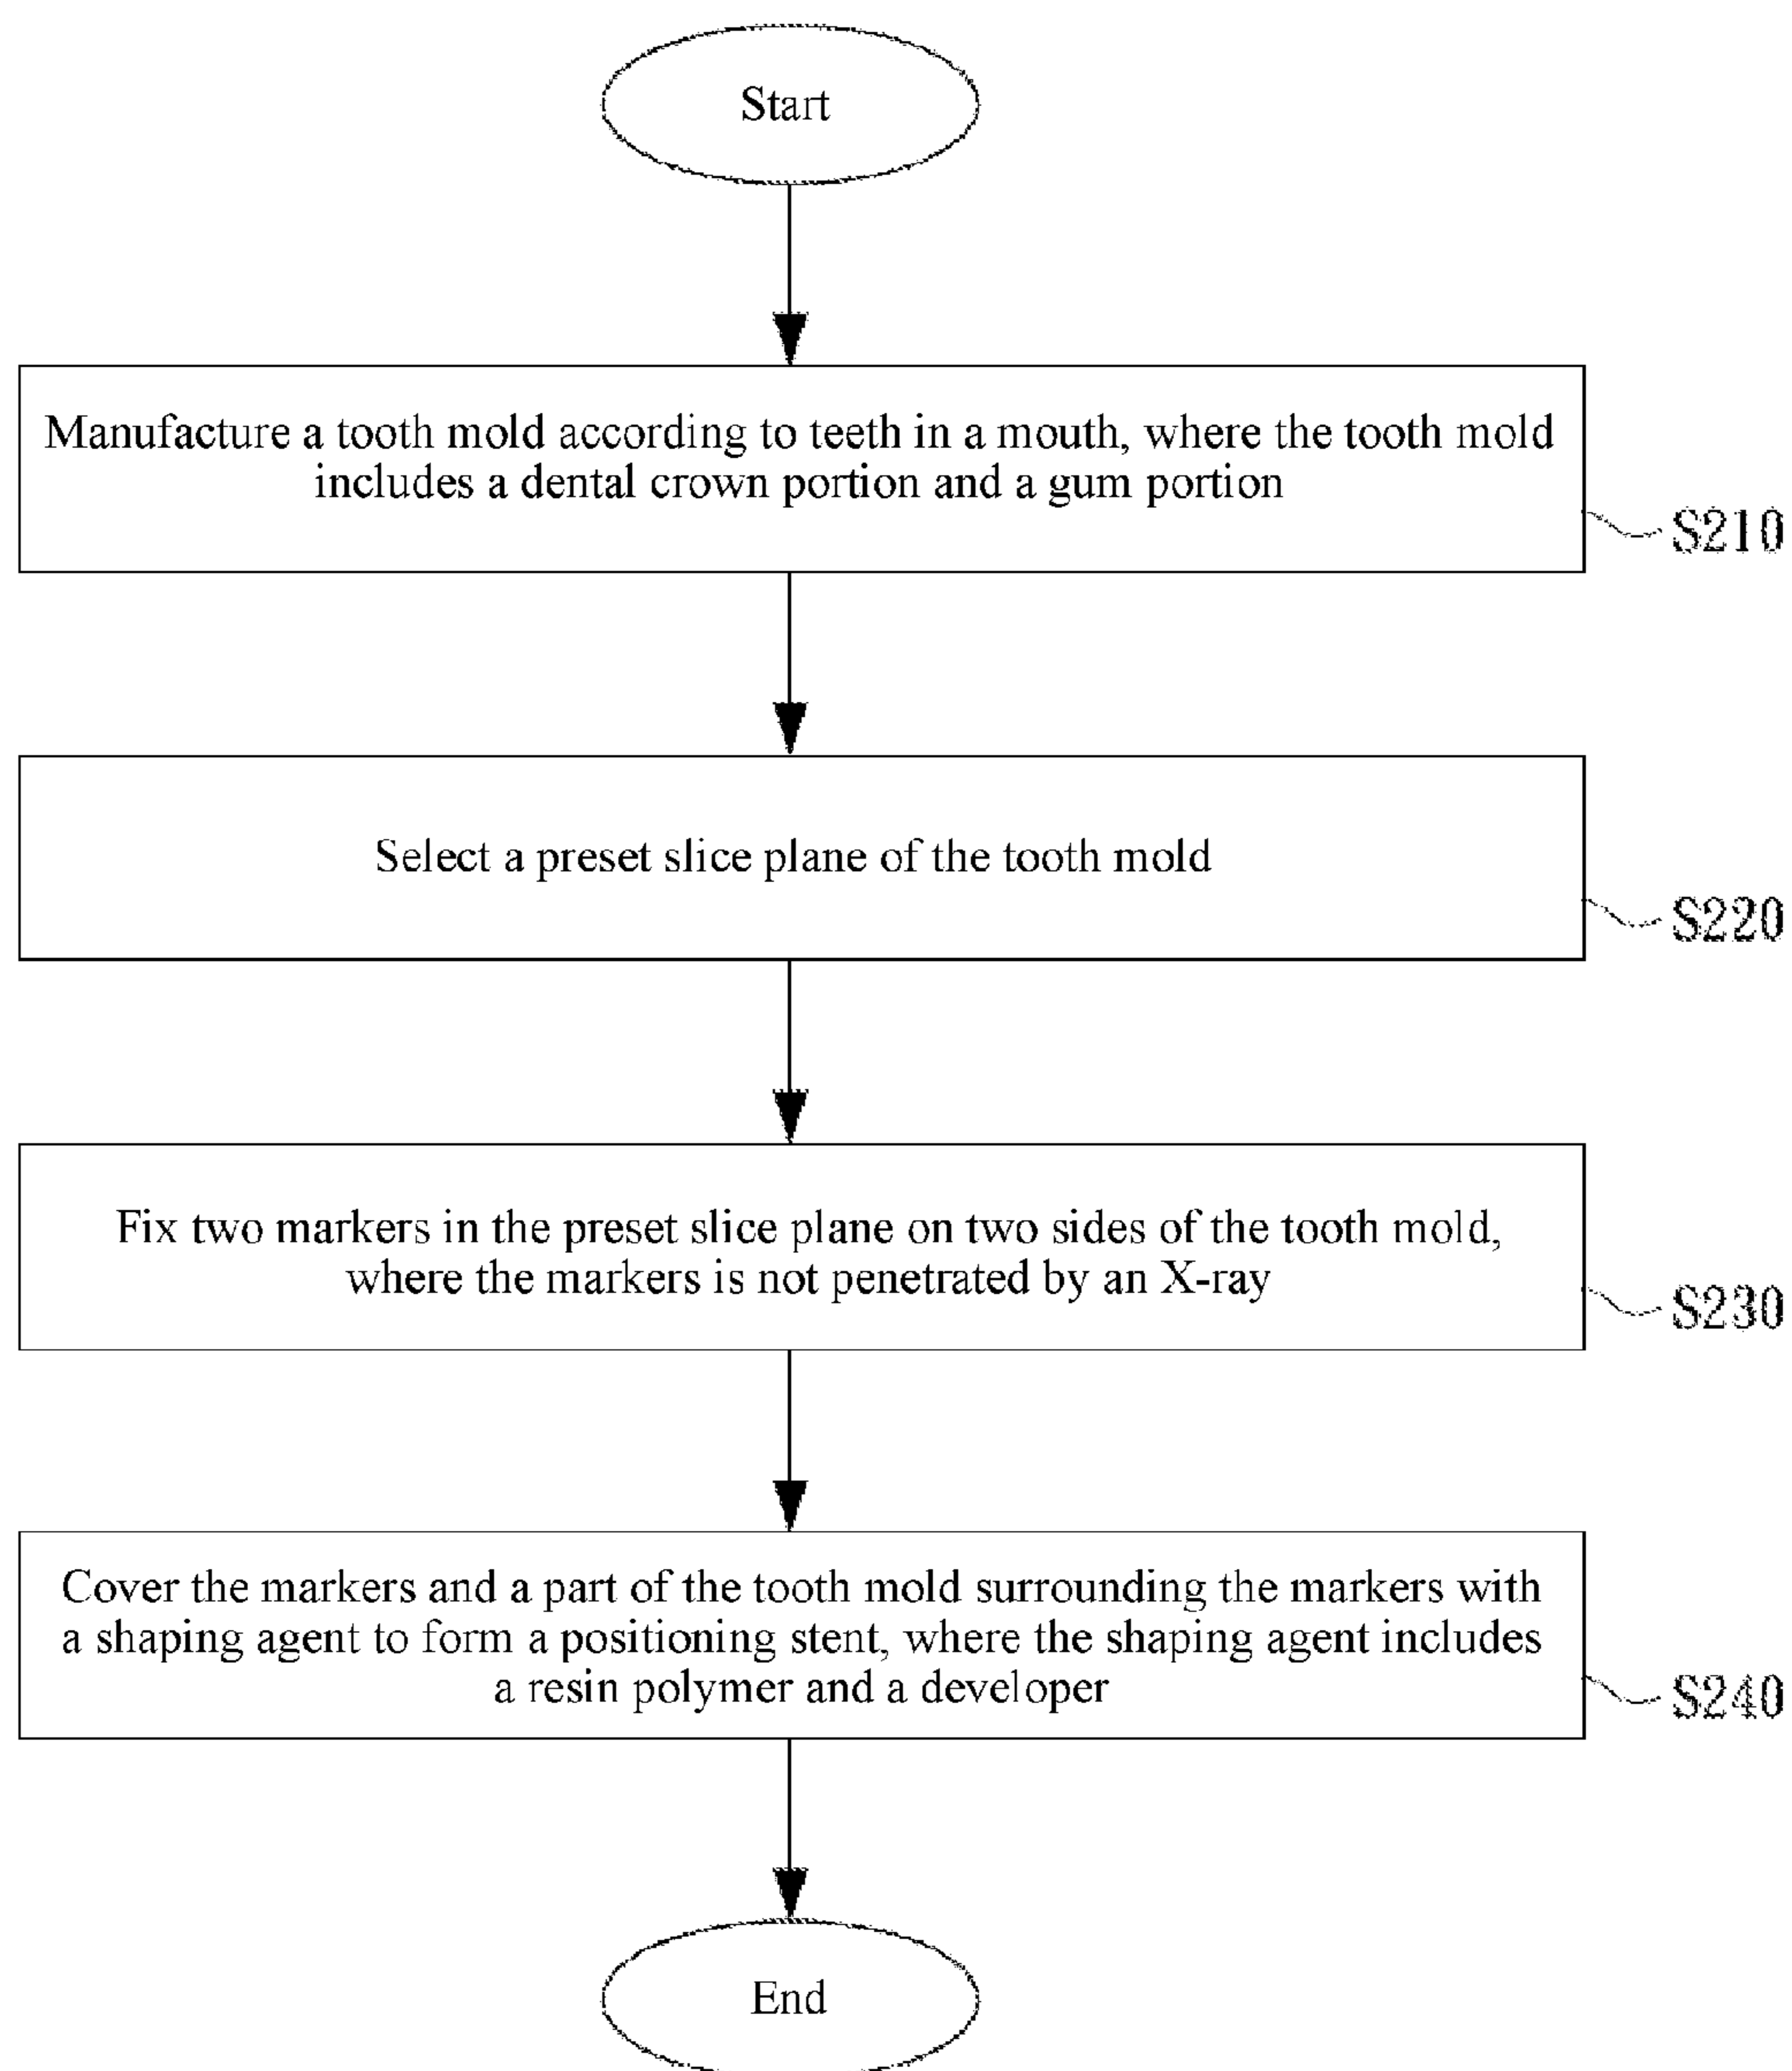 Start
Manufacture a tooth mold according to teeth in a mouth, where the tooth mold
includes a dental crown portion and a gum portion
S210
Select a preset slice plane of the tooth mold
S220
Fix two markers in the preset slice plane on two sides of the tooth mold,
where the markers is not penetrated by an X-ray
S230
Cover the markers and a part of the tooth mold surrounding the markers with
a shaping agent to form a positioning stent, where the shaping agent includes
a resin polymer and a developer
S240
End